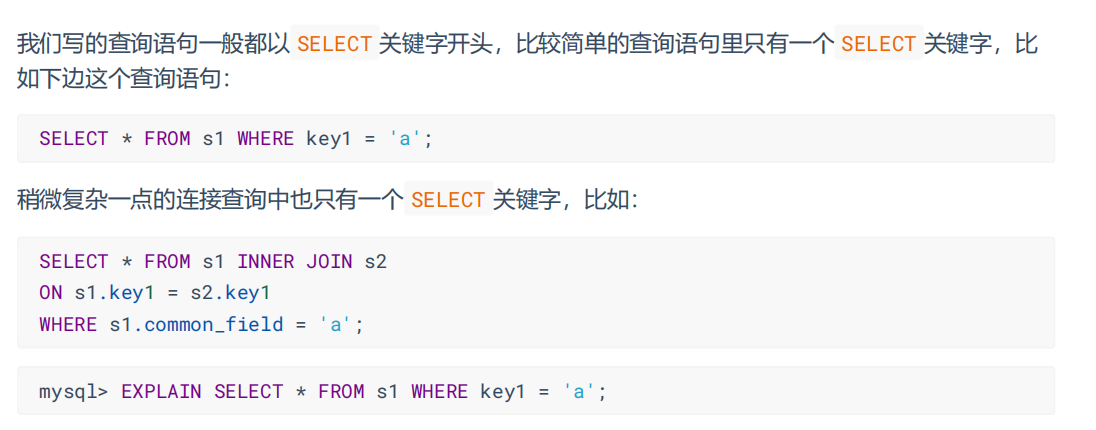 我们写的查询语句一般都以 SELECT 关键字开头，比较简单的查询语句里只有一个 SELECT 关键字，比
如下边这个查询语句：
SELECT * FROM s1 WHERE key1 = 'a';
稍微复杂一点的连接查询中也只有一个 SELECT 关键字，比如：
SELECT * FROM s1 INNER JOIN s2
ON s1.key1 = s2.key1
WHERE s1.common_field = 'a';
mysql> EXPLAIN SELECT * FROM s1 WHERE key1 = 'a';